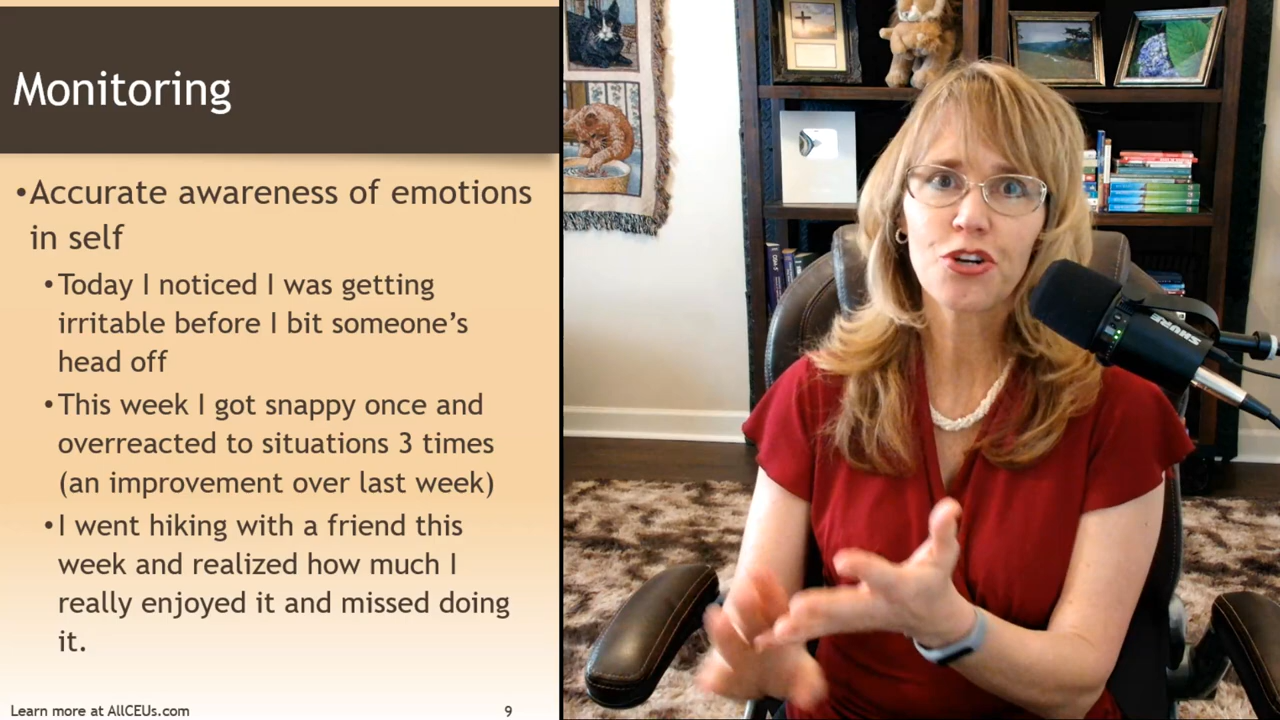 Monitoring
•Accurate awareness of emotions
in self
•Today I noticed I was getting
irritable before I bit someone’s
head off
•This week I got snappy once and
overreacted to situations 3 times
(an improvement over last week)
•I went hiking with a friend this
week and realized how much I
really enjoyed it and missed doing
it.
Learn more at AllCEUs.com
9
SHURE